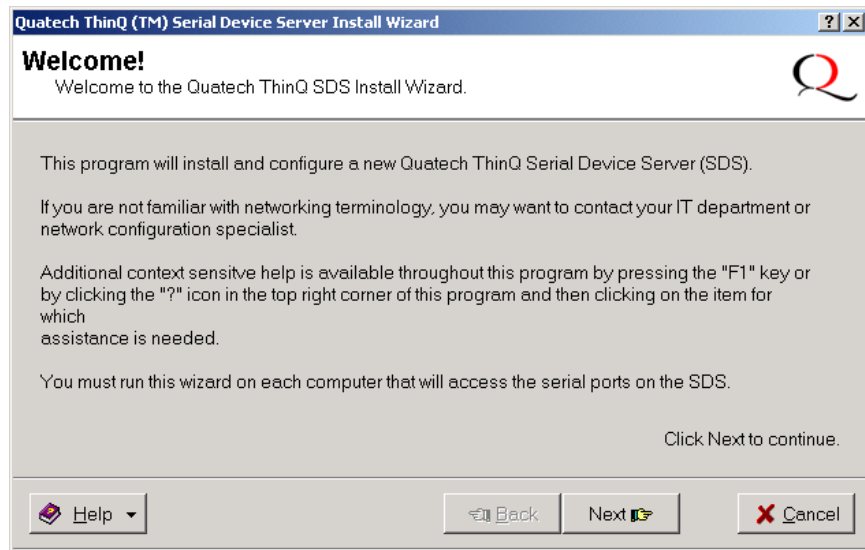 Quatech ThinQ (TM) Serial Device Server Install Wizard
Welcome!
Welcome to the Quatech ThinQ SDS Install Wizard.
This program will install and configure a new Quatech ThinQ Serial Device Server (SDS).
If you are not familiar with networking terminology, you may want to contact your IT department or
network configuration specialist.
Additional context sensitve help is available throughout this program by pressing the "F1" key or
by clicking the "?" icon in the top right corner of this program and then clicking on the item for
which
assistance is needed.
You must run this wizard on each computer that will access the serial ports on the SDS.
Click Next to continue.
Help
Back
Next
Cancel